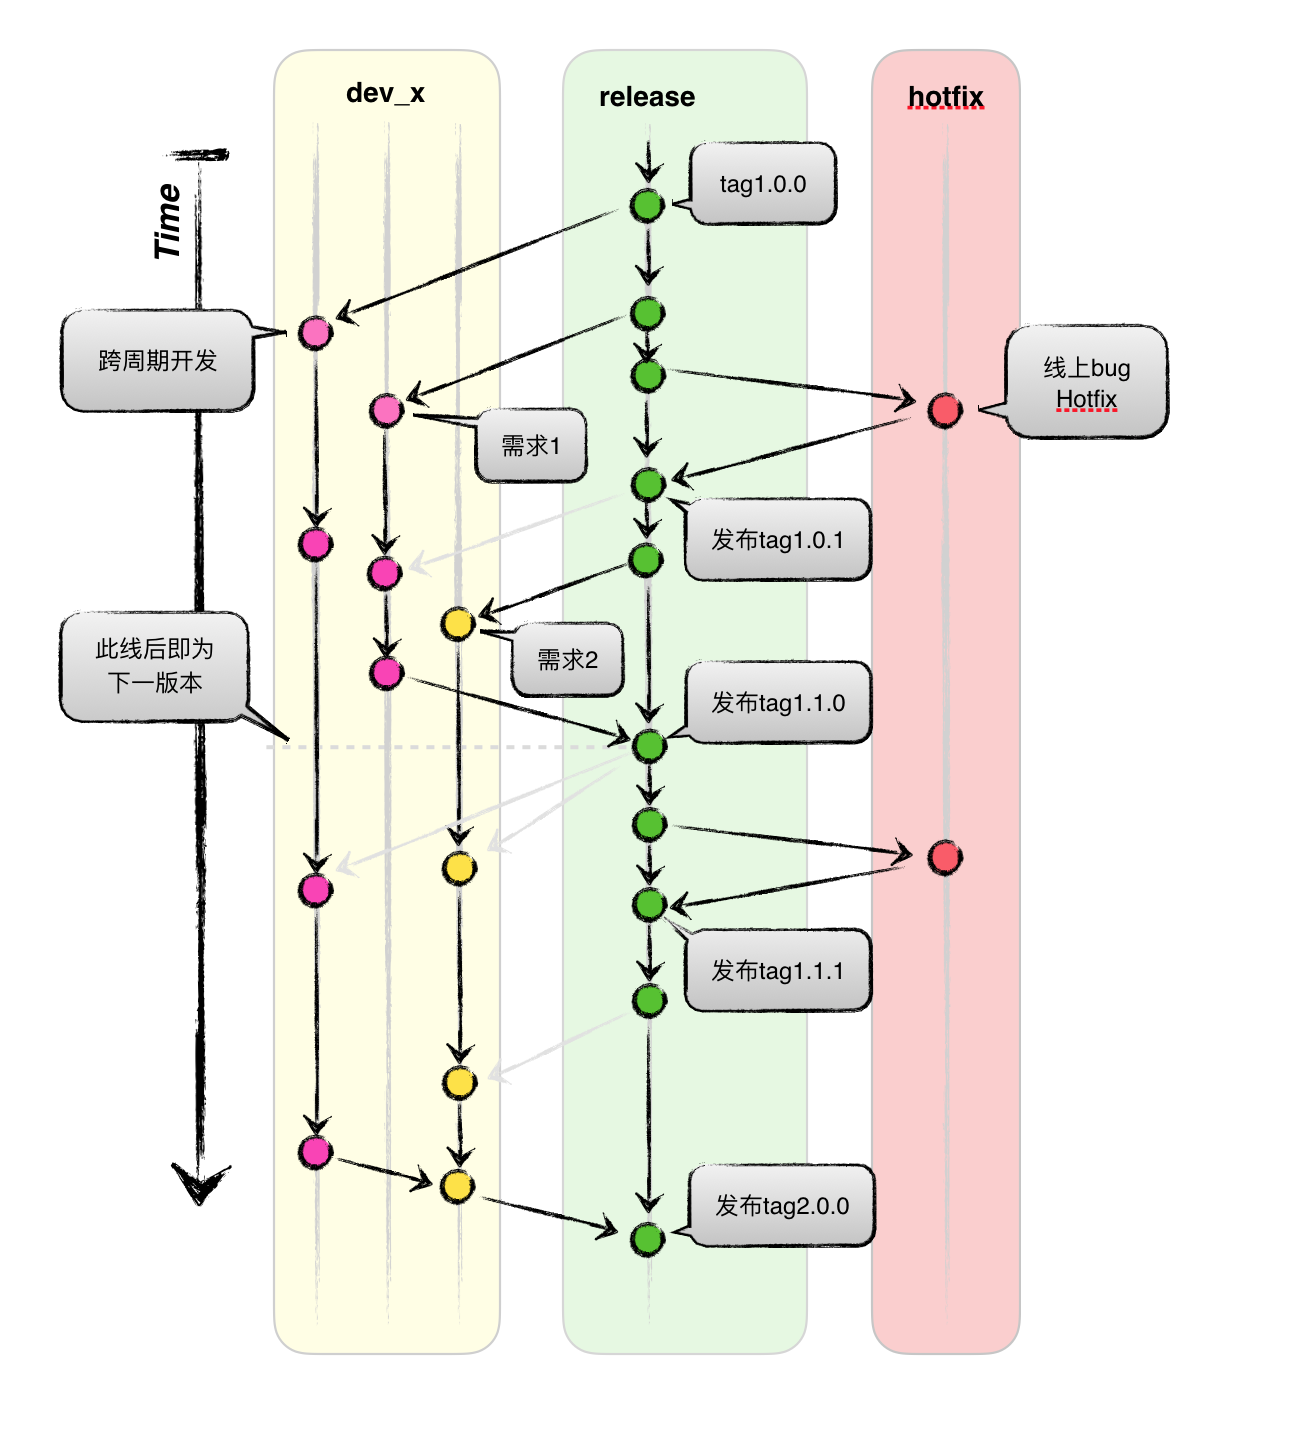 dev_x
release
hotfix
Time
tag1.0.0
跨周期开发
线上bug
Hotfix
需求1
发布tag1.0.1
此线后即为
下一版本
需求2
发布tag1.1.0
发布tag1.1.1
发布tag2.0.0